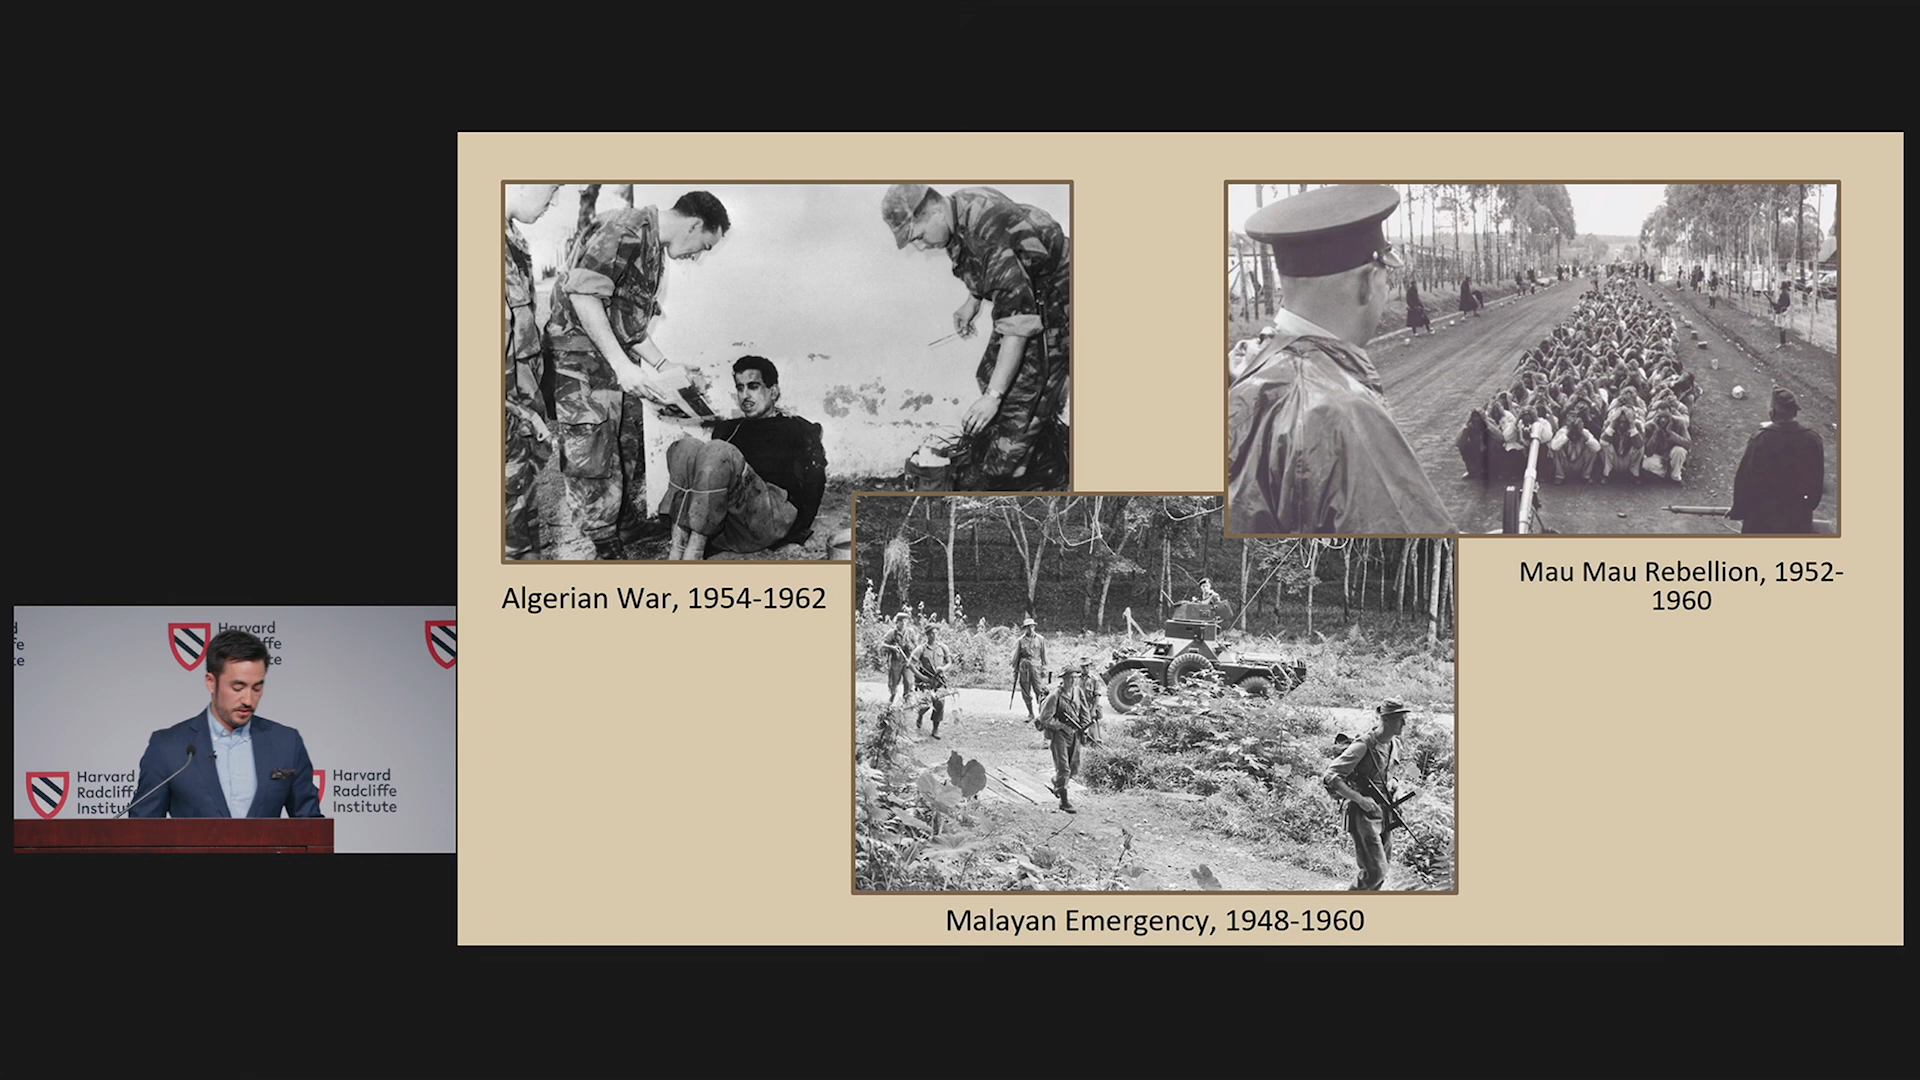 Algerian War, 1954-1962
Mau Mau Rebellion, 1952-
1960
Malayan Emergency, 1948-1960
Harvard
Harvard
Radcliffe
Institute
Harvard
Radcliffe
Institute